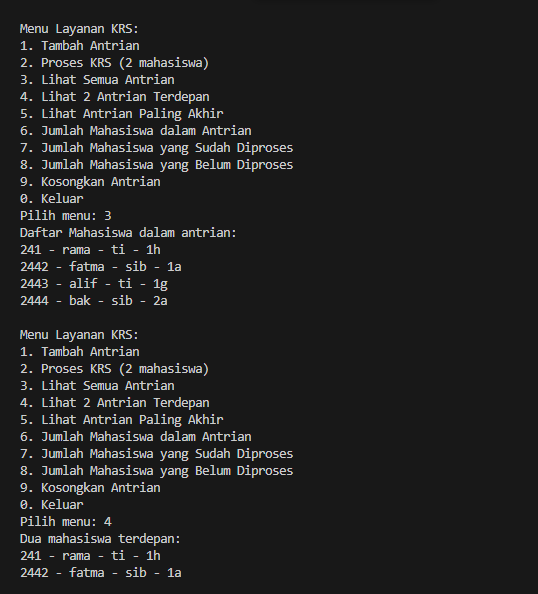 Menu Layanan KRS:
1. Tambah Antrian
2. Proses KRS (2 mahasiswa)
3. Lihat Semua Antrian
4. Lihat 2 Antrian Terdepan
5. Lihat Antrian Paling Akhir
6. Jumlah Mahasiswa dalam Antrian
7. Jumlah Mahasiswa yang Sudah Diproses
8. Jumlah Mahasiswa yang Belum Diproses
9. Kosongkan Antrian
0. Keluar
Pilih menu: 3
Daftar Mahasiswa dalam antrian:
241 - rama - ti - 1h
2442 - fatma - sib - 1a
2443 - alif - ti - 1g
2444 - bak - sib - 2a

Menu Layanan KRS:
1. Tambah Antrian
2. Proses KRS (2 mahasiswa)
3. Lihat Semua Antrian
4. Lihat 2 Antrian Terdepan
5. Lihat Antrian Paling Akhir
6. Jumlah Mahasiswa dalam Antrian
7. Jumlah Mahasiswa yang Sudah Diproses
8. Jumlah Mahasiswa yang Belum Diproses
9. Kosongkan Antrian
0. Keluar
Pilih menu: 4
Dua mahasiswa terdepan:
241 - rama - ti - 1h
2442 - fatma - sib - 1a